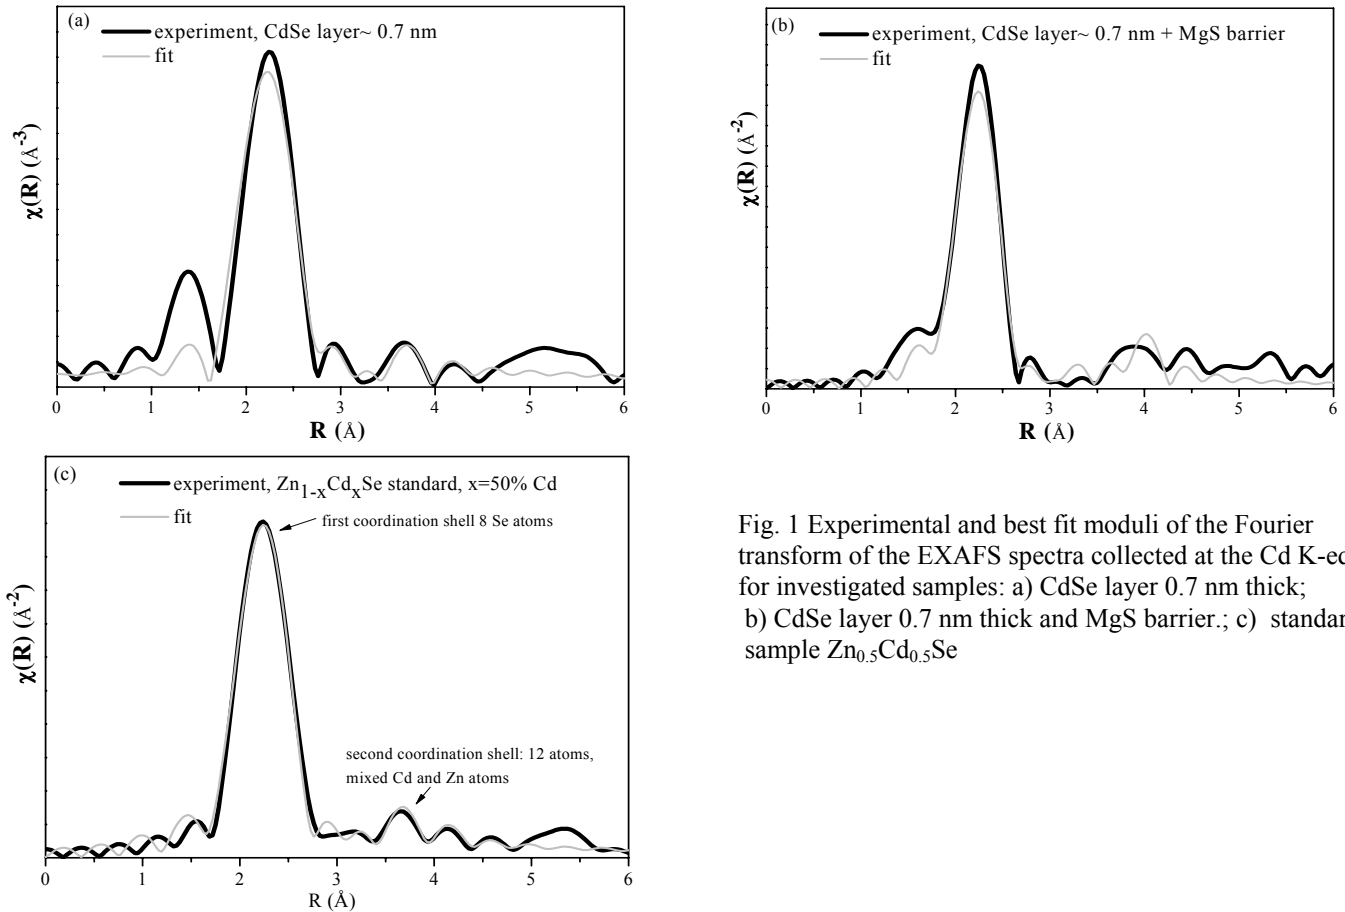 (a)
experiment, CdSe layer~ 0.7 nm
fit
χ(R) (Å-3)
0 1 2 3 4 5 6
R (Å)
(b)
experiment, CdSe layer~ 0.7 nm + MgS barrier
fit
χ(R) (Å-2)
0 1 2 3 4 5 6
R (Å)
(c)
experiment, Zn1-xCdxSe standard, x=50% Cd
fit
first coordination shell 8 Se atoms
second coordination shell: 12 atoms,
mixed Cd and Zn atoms
χ(R) (Å-2)
0 1 2 3 4 5 6
R (Å)
Fig. 1 Experimental and best fit moduli of the Fourier
transform of the EXAFS spectra collected at the Cd K-ed
for investigated samples: a) CdSe layer 0.7 nm thick;
b) CdSe layer 0.7 nm thick and MgS barrier.; c) standar
sample Zn0.5Cd0.5Se